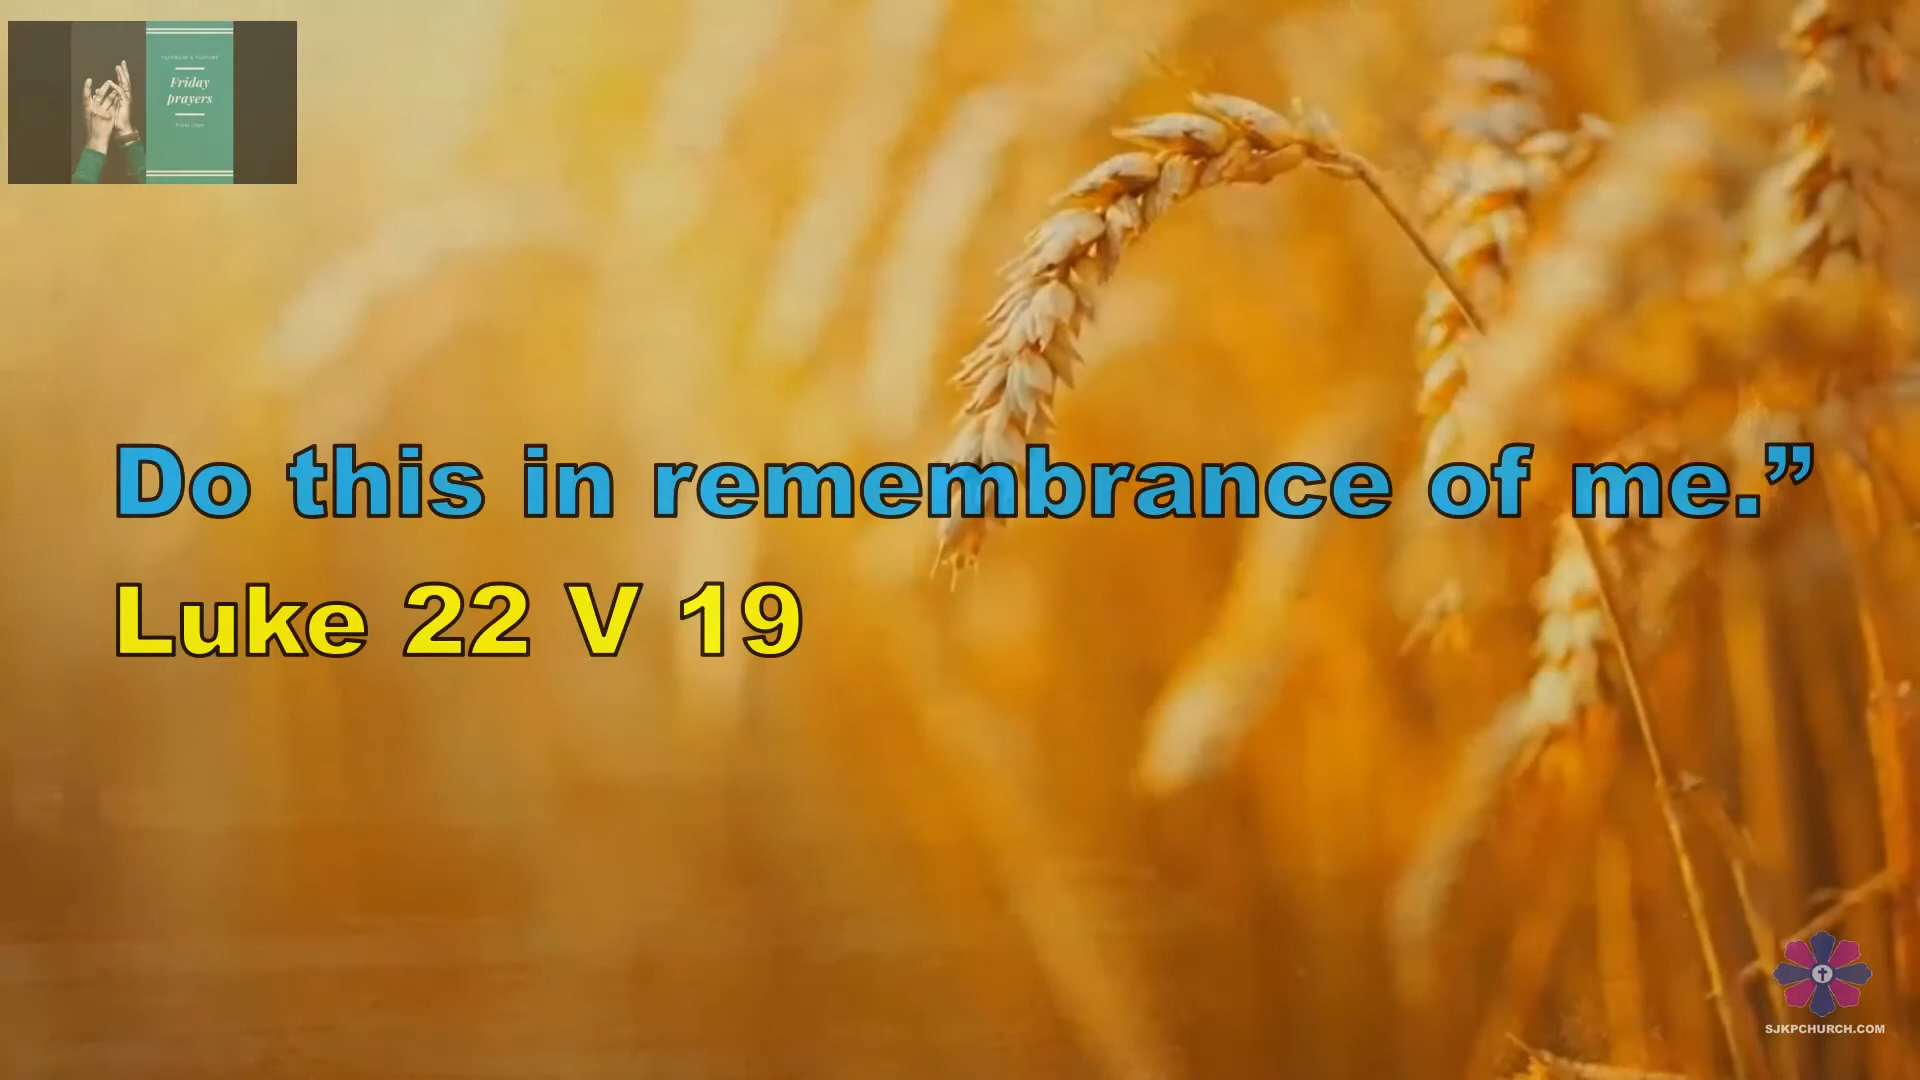 Friday
prayers
Do this in remembrance of me.”
Luke 22 V 19
SJKPCHURCH.COM